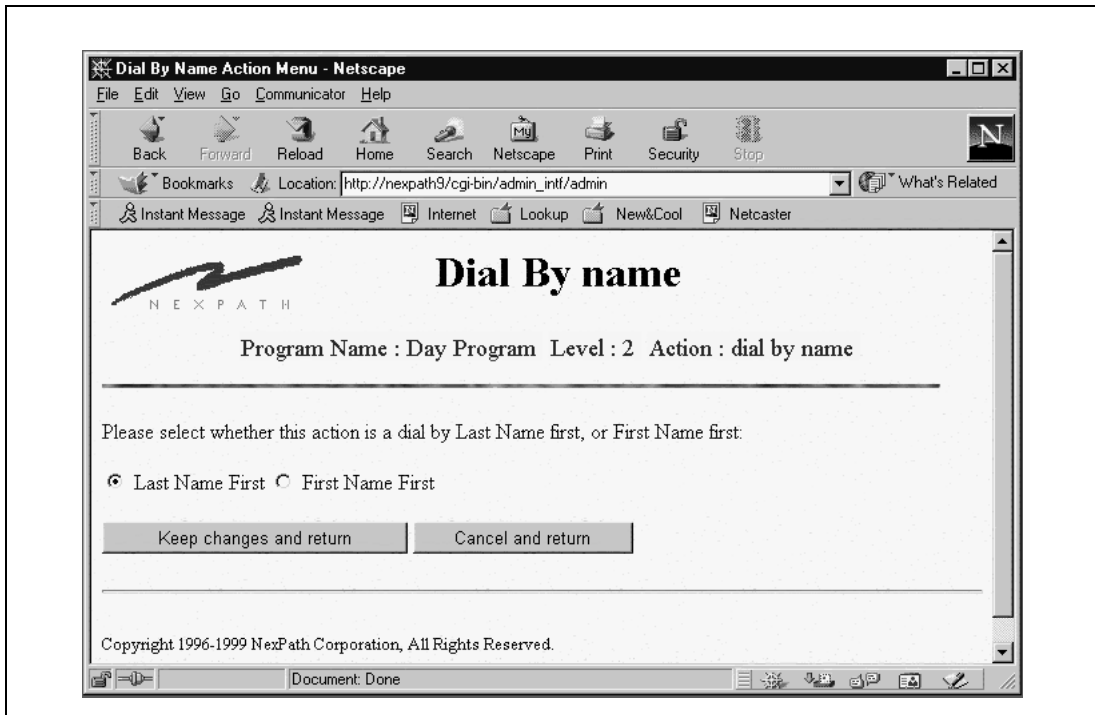 Dial By Name Action Menu - Netscape
File Edit View Go Communicator Help
My N
Back Forward Reload Home Search Netscape Print Security Stop
Bookmarks Location: http://nexpath9/cgi-bin/admin_intf/admin What's Related
Instant Message Instant Message Internet Lookup New&Cool Netcaster
Dial By name
NEXPATH
Program Name : Day Program Level : 2 Action : dial by name
Please select whether this action is a dial by Last Name first, or First Name first:
Last Name First First Name First
Keep changes and return Cancel and return
Copyright 1996-1999 NexPath Corporation, All Rights Reserved.
Document: Done